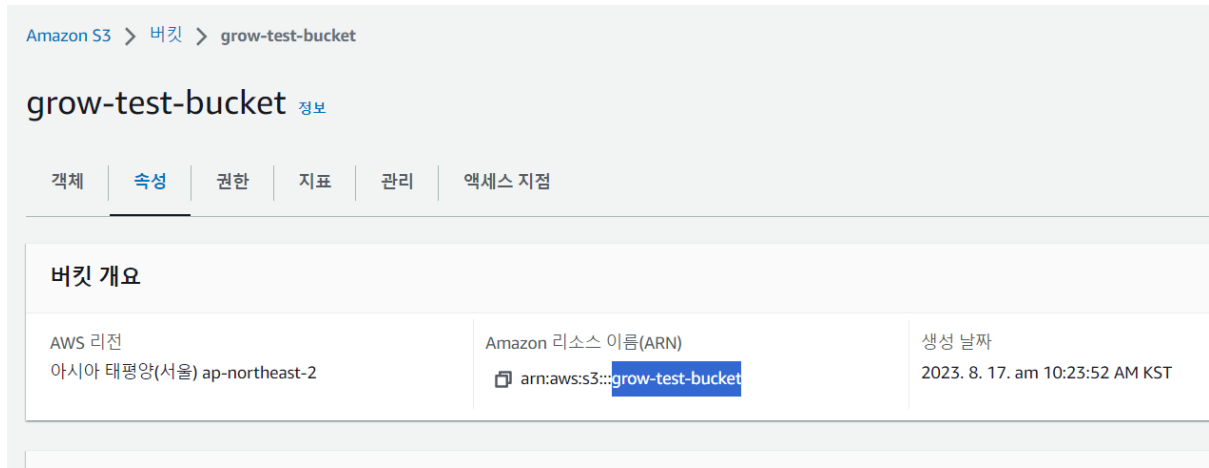 Amazon S3 > 버킷 > grow-test-bucket
grow-test-bucket 정보
객체 속성 권한 지표 관리 액세스 지점
버킷 개요
AWS 리전
아시아 태평양(서울) ap-northeast-2
Amazon 리소스 이름(ARN)
arn:aws:s3:::grow-test-bucket
생성 날짜
2023. 8. 17. am 10:23:52 AM KST